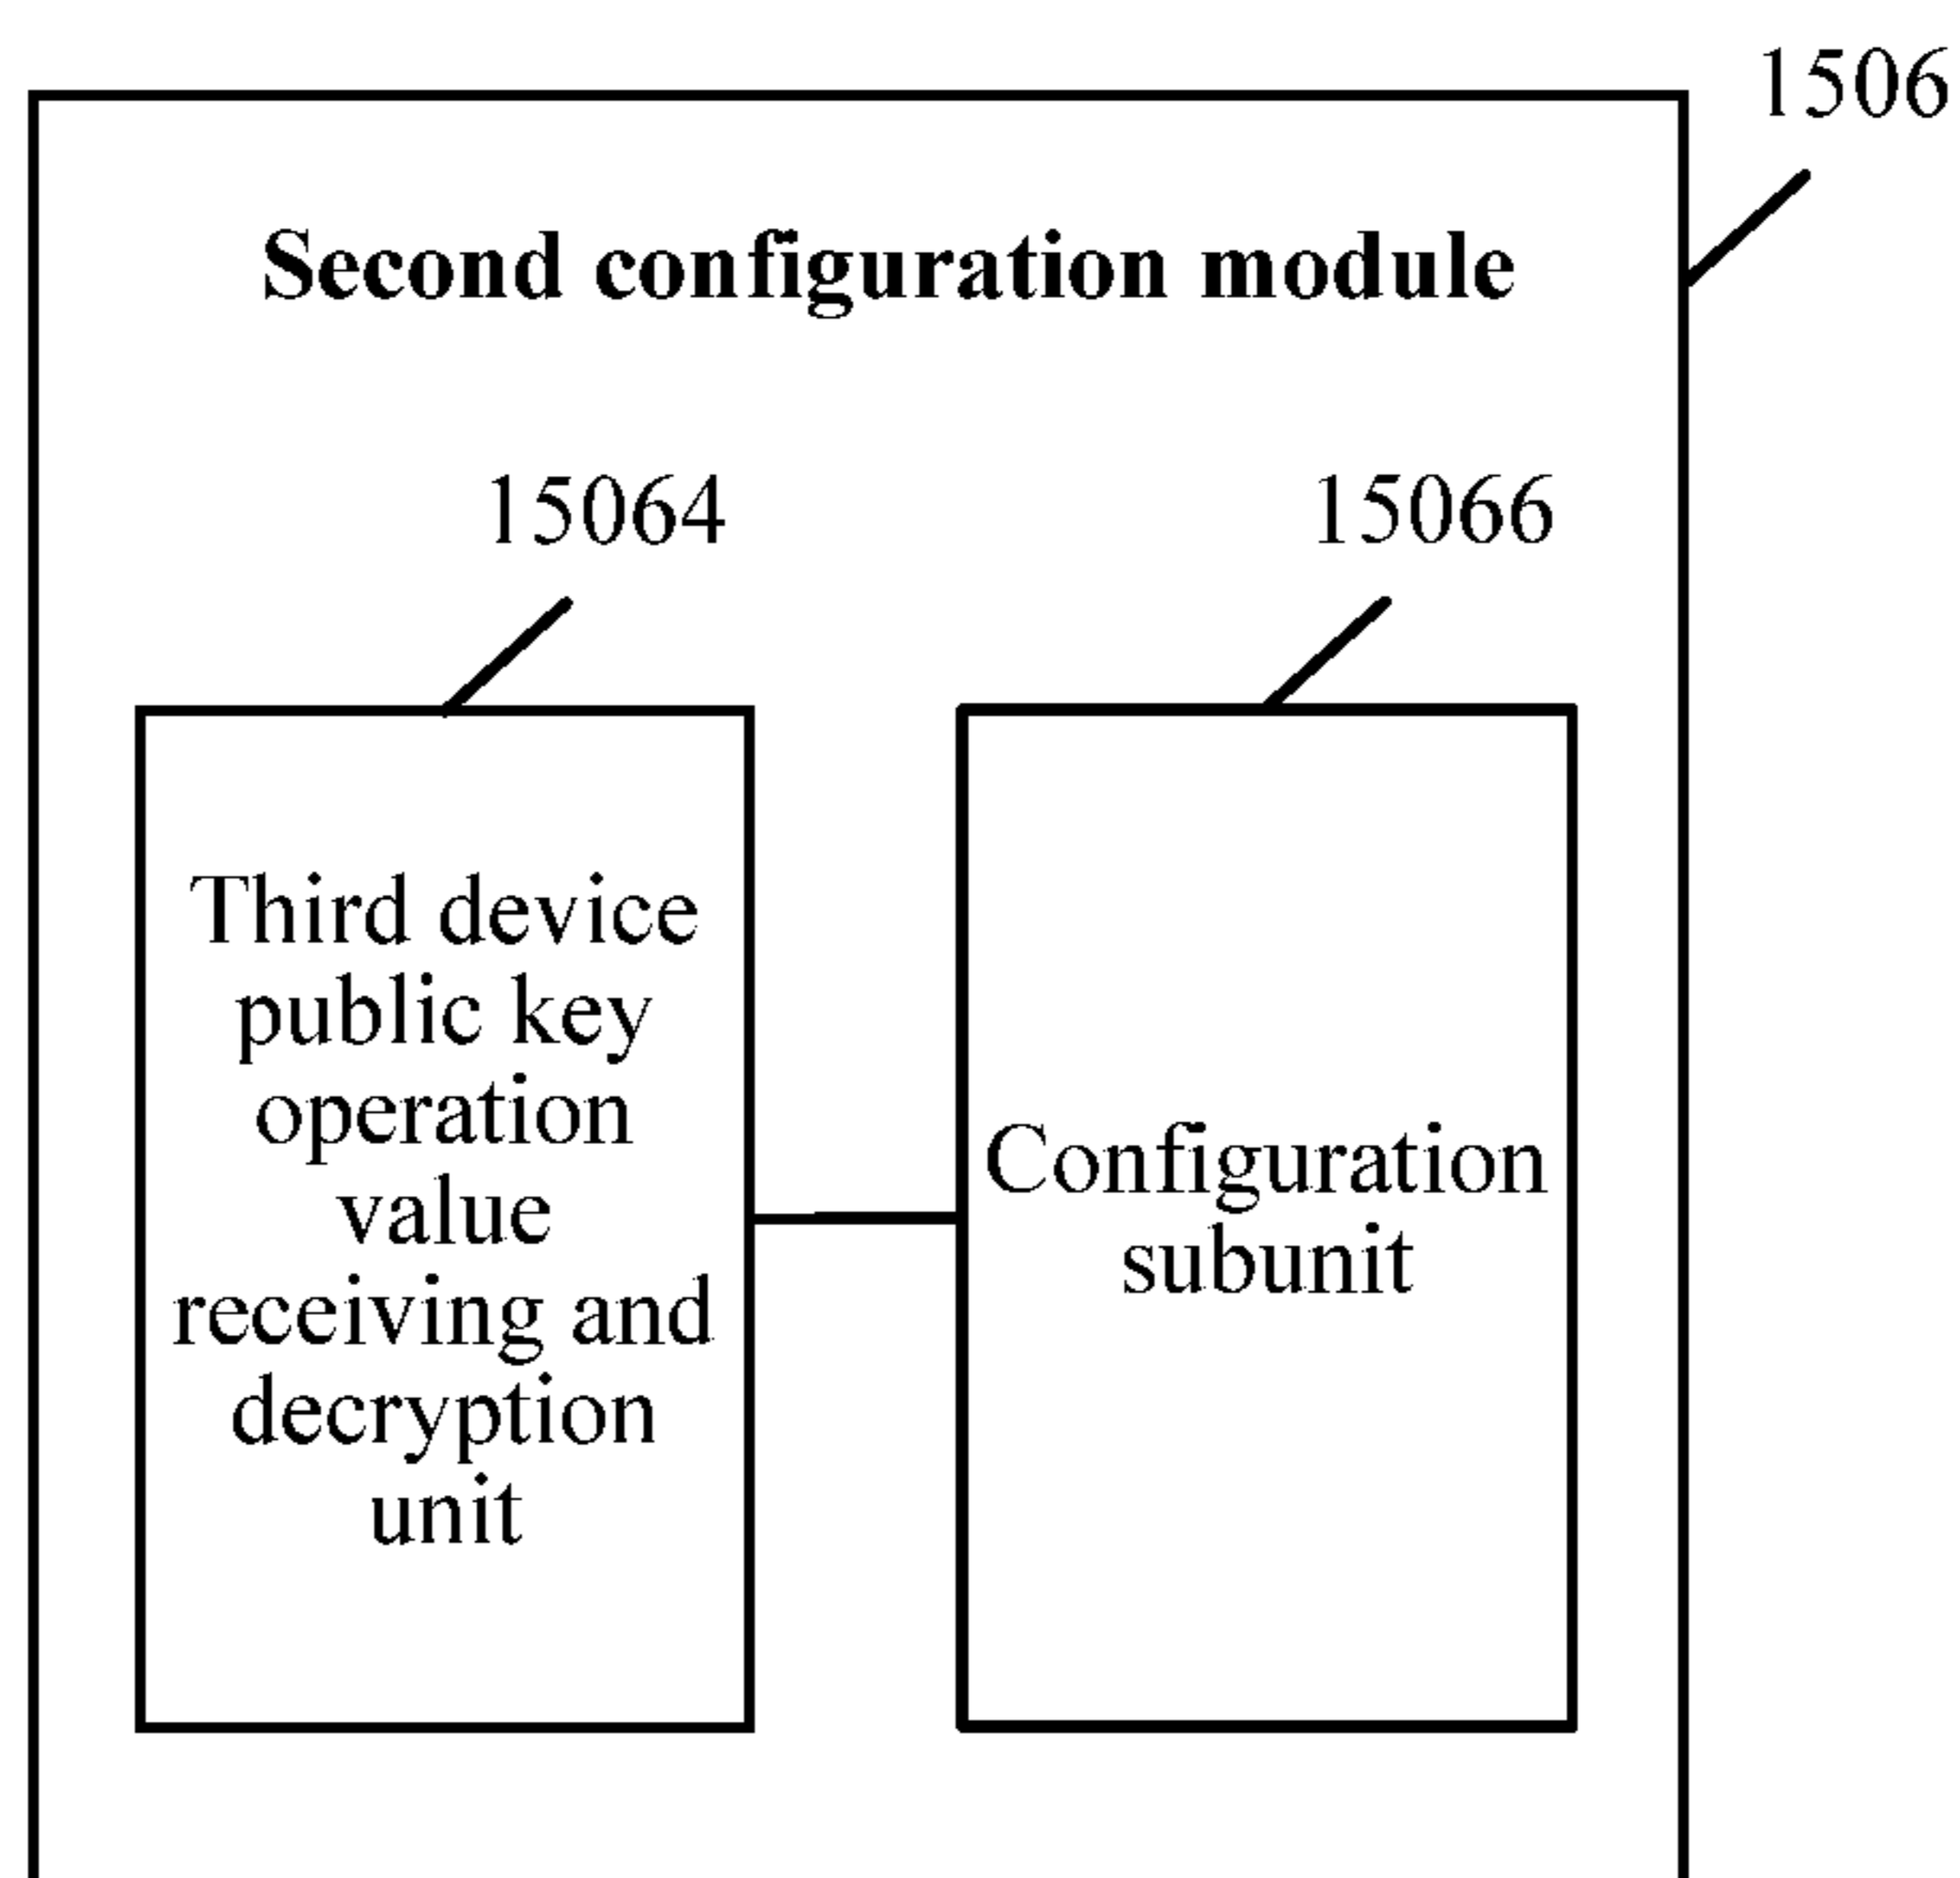 1506
Second configuration module
15064
15066
Third device
public key
operation
value
receiving and
decryption
unit
Configuration
subunit